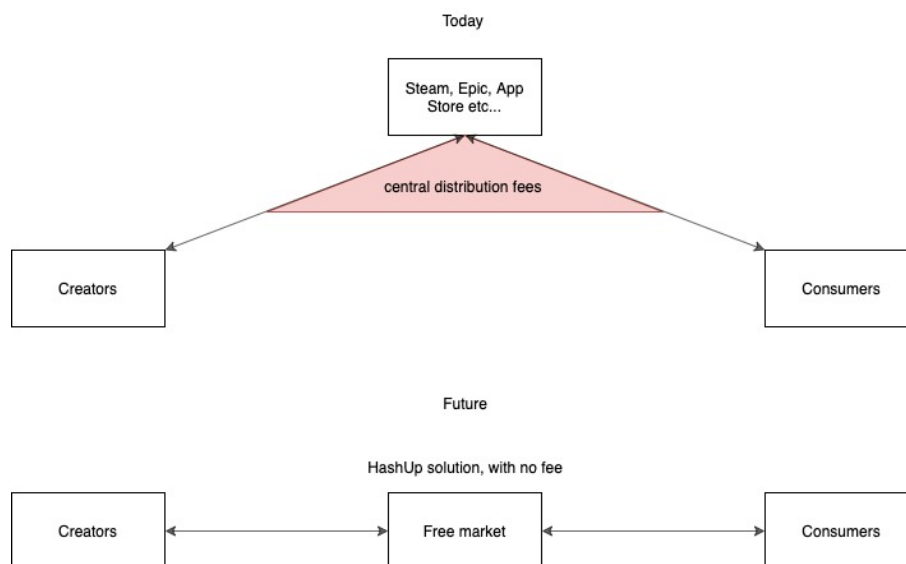 Today
Steam, Epic, App
Store etc...
central distribution fees
Creators
Consumers
Future
HashUp solution, with no fee
Creators
Free market
Consumers